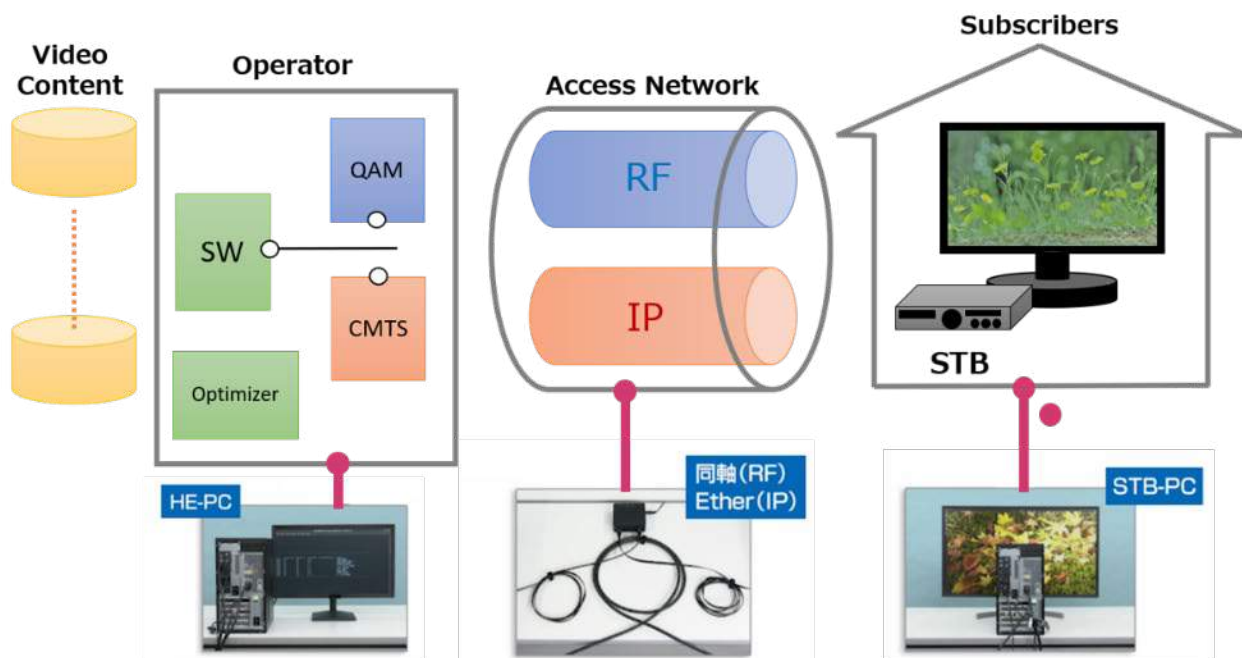 Video
Content
Operator
Access Network
Subscribers
QAM
SW
CMTS
Optimizer
RF
IP
STB
HE-PC
同軸(RF)
Ether(IP)
STB-PC